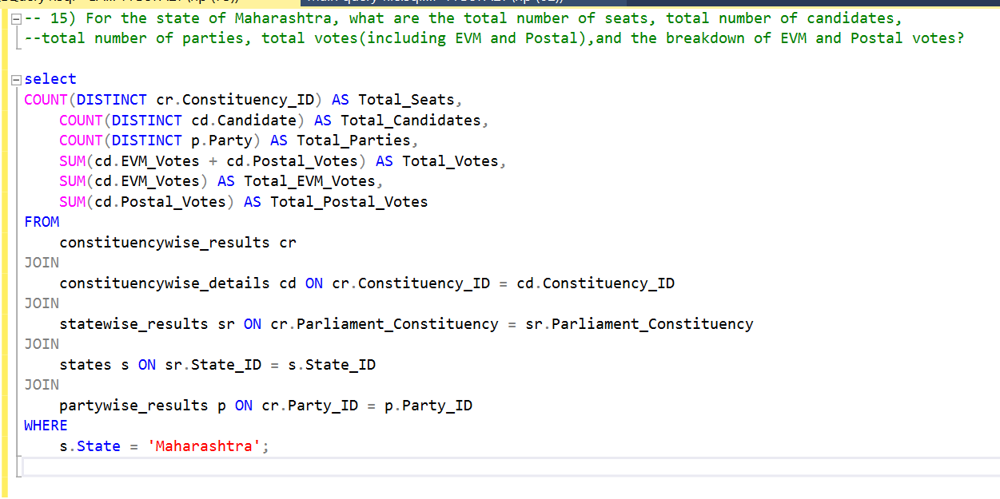 -- 15) For the state of Maharashtra, what are the total number of seats, total number of candidates,
--total number of parties, total votes(including EVM and Postal),and the breakdown of EVM and Postal votes?
select
COUNT(DISTINCT cr.Constituency_ID) AS Total_Seats,
COUNT(DISTINCT cd.Candidate) AS Total_Candidates,
COUNT(DISTINCT p.Party) AS Total_Parties,
SUM(cd.EVM_Votes + cd.Postal_Votes) AS Total_Votes,
SUM(cd.EVM_Votes) AS Total_EVM_Votes,
SUM(cd.Postal_Votes) AS Total_Postal_Votes
FROM
constituencywise_results cr
JOIN
constituencywise_details cd ON cr.Constituency_ID = cd.Constituency_ID
JOIN
statewise_results sr ON cr.Parliament_Constituency = sr.Parliament_Constituency
JOIN
states s ON sr.State_ID = s.State_ID
JOIN
partywise_results p ON cr.Party_ID = p.Party_ID
WHERE
s.State = 'Maharashtra';